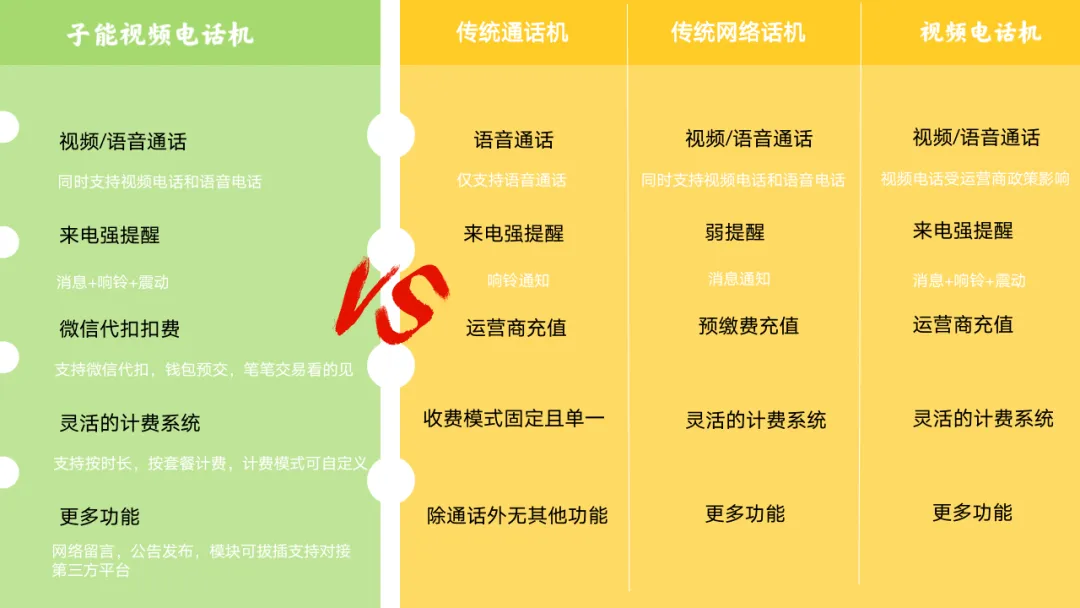 子能视频电话机
视频/语音通话
同时支持视频电话和语音电话
来电强提醒
消息+响铃+震动
微信代扣扣费
支持微信代扣，钱包预交，笔笔交易看的见
灵活的计费系统
支持按时长，按套餐计费，计费模式可自定义
更多功能
网络留言，公告发布，模块可拔插支持对接
第三方平台
VS
传统通话机
语音通话
仅支持语音通话
来电强提醒
响铃通知
运营商充值
收费模式固定且单一
除通话外无其他功能
传统网络话机
视频/语音通话
同时支持视频电话和语音电话
弱提醒
消息通知
预缴费充值
灵活的计费系统
更多功能
视频电话机
视频/语音通话
视频电话受运营商政策影响
来电强提醒
消息+响铃+震动
运营商充值
灵活的计费系统
更多功能